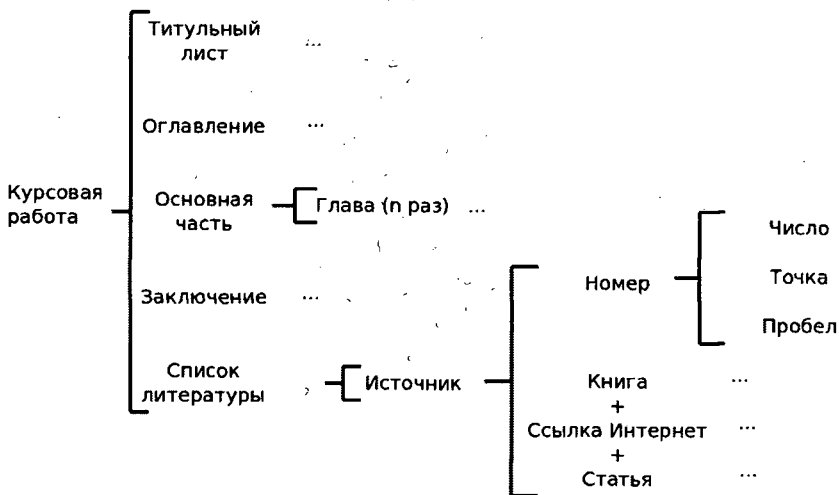 Титульный
лист
...
Оглавление ...
Курсовая
работа
Основная
часть
Глава (n раз) ...
Заключение ...
Список
литературы
Источник
Номер
Число
Точка
Пробел
Книга ...
+
Ссылка Интернет ...
+
Статья ...